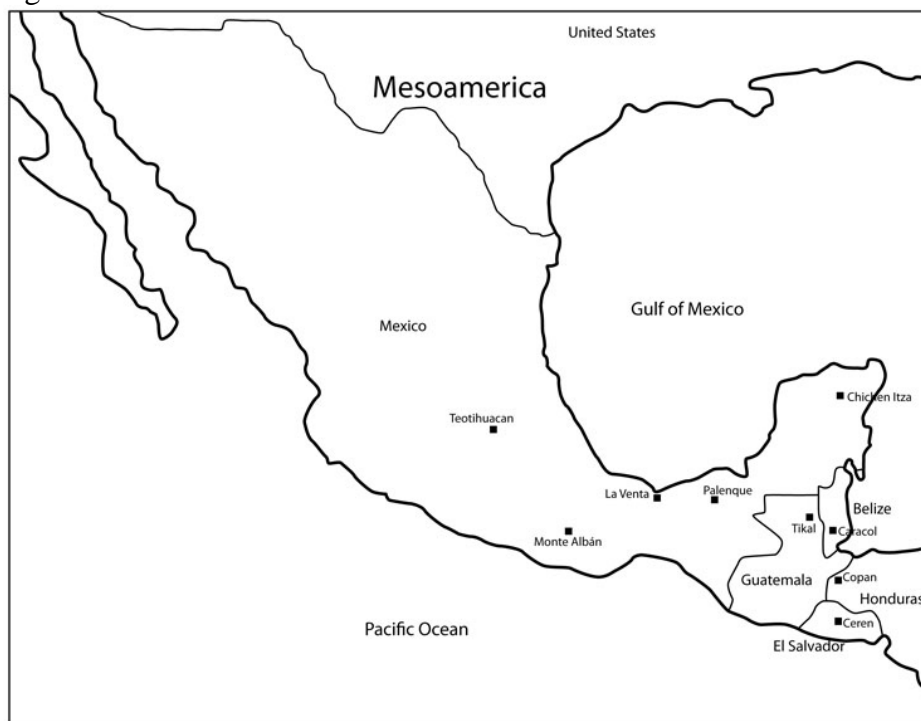 United States
Mesoamerica
Gulf of Mexico
Mexico
Chichen Itza
Teotihuacan
La Venta
Palenque
Belize
Tikal
Caracol
Monte Albán
Guatemala
Copan
Honduras
Ceren
Pacific Ocean
El Salvador